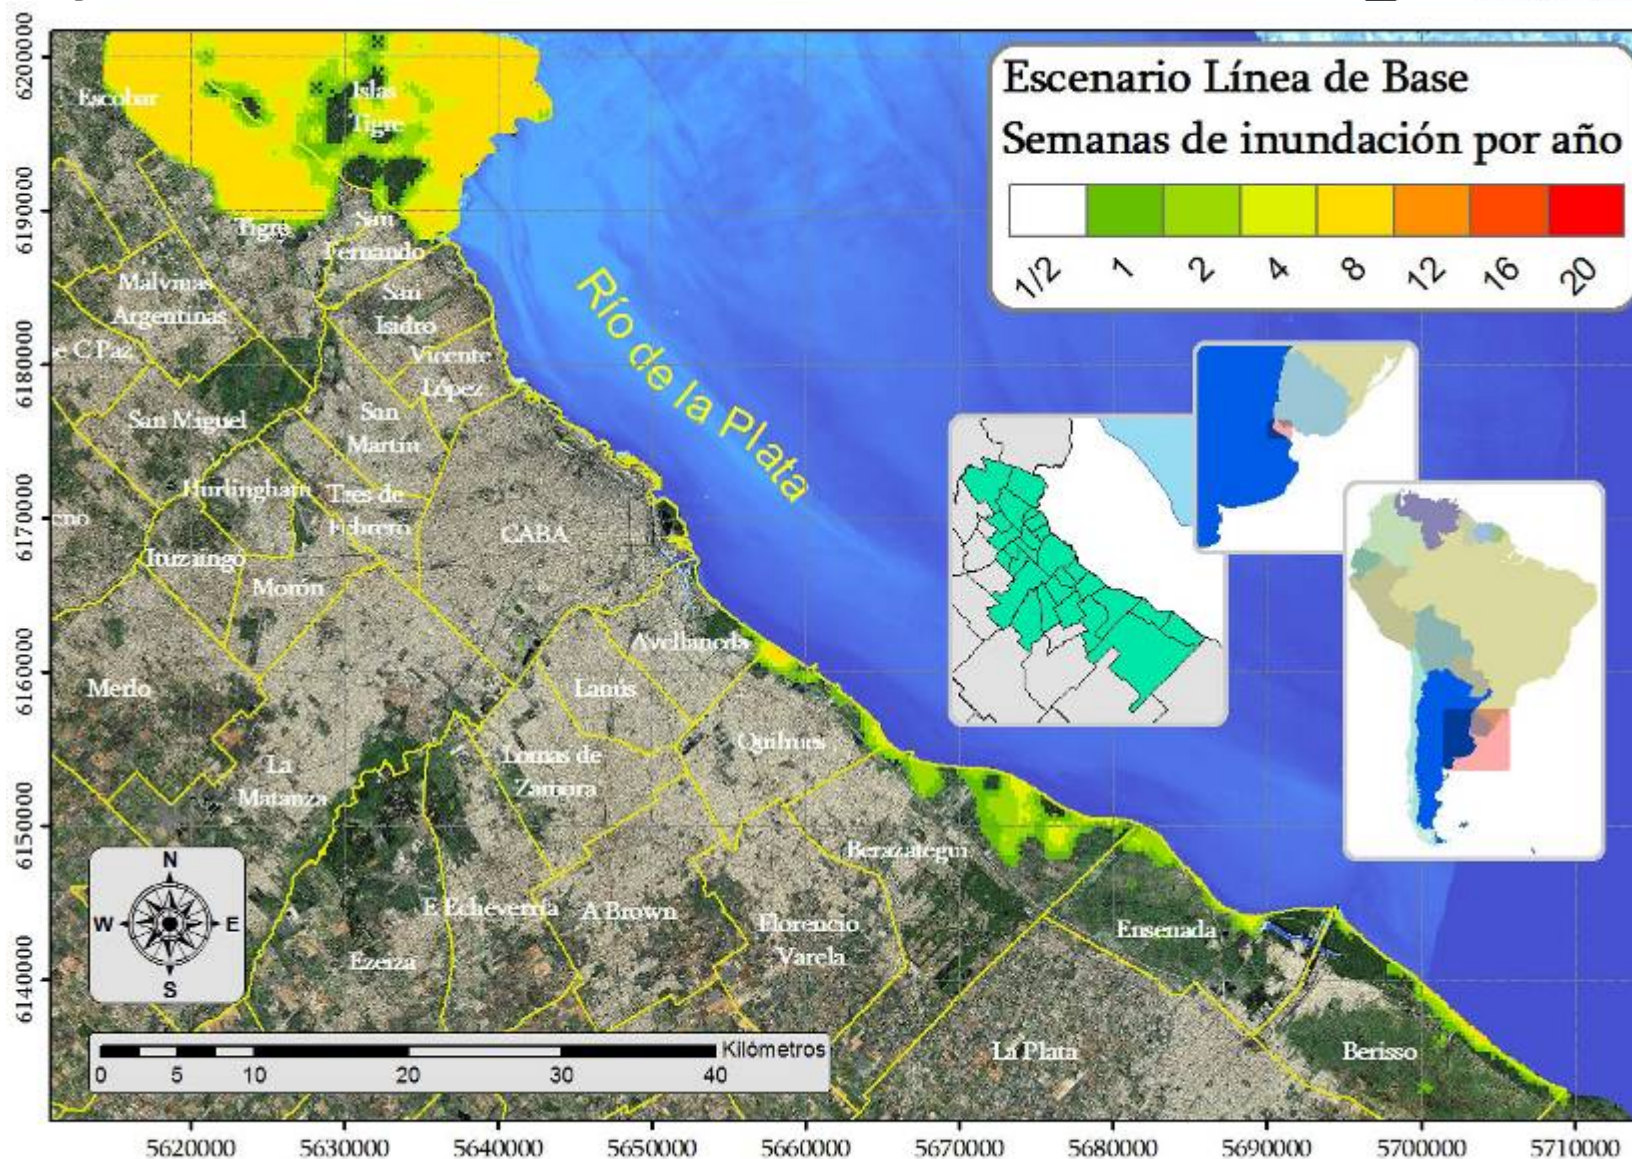 Escenario Línea de Base
Semanas de inundación por año
1/2
1
2
4
8
12
16
20
6200000
6190000
6180000
6170000
6160000
6150000
6140000
Escobar
Islas
Tigre
Tigre
San
Fernando
Malvinas
Argentinas
San
Isidro
Vicente
López
e C Paz
San Miguel
San
Martín
Río de la Plata
Hurlingham
Tres de
Febrero
eno
CABA
Ituzaingó
Morón
Avellaneda
Merlo
Lanús
Quilmes
Lomas de
Zamora
La
Matanza
Berazategui
E Echeverría
A Brown
Florencio
Varela
Ensenada
Ezeiza
La Plata
Berisso
N
W
E
S
Kilómetros
0
5
10
20
30
40
5620000
5630000
5640000
5650000
5660000
5670000
5680000
5690000
5700000
5710000